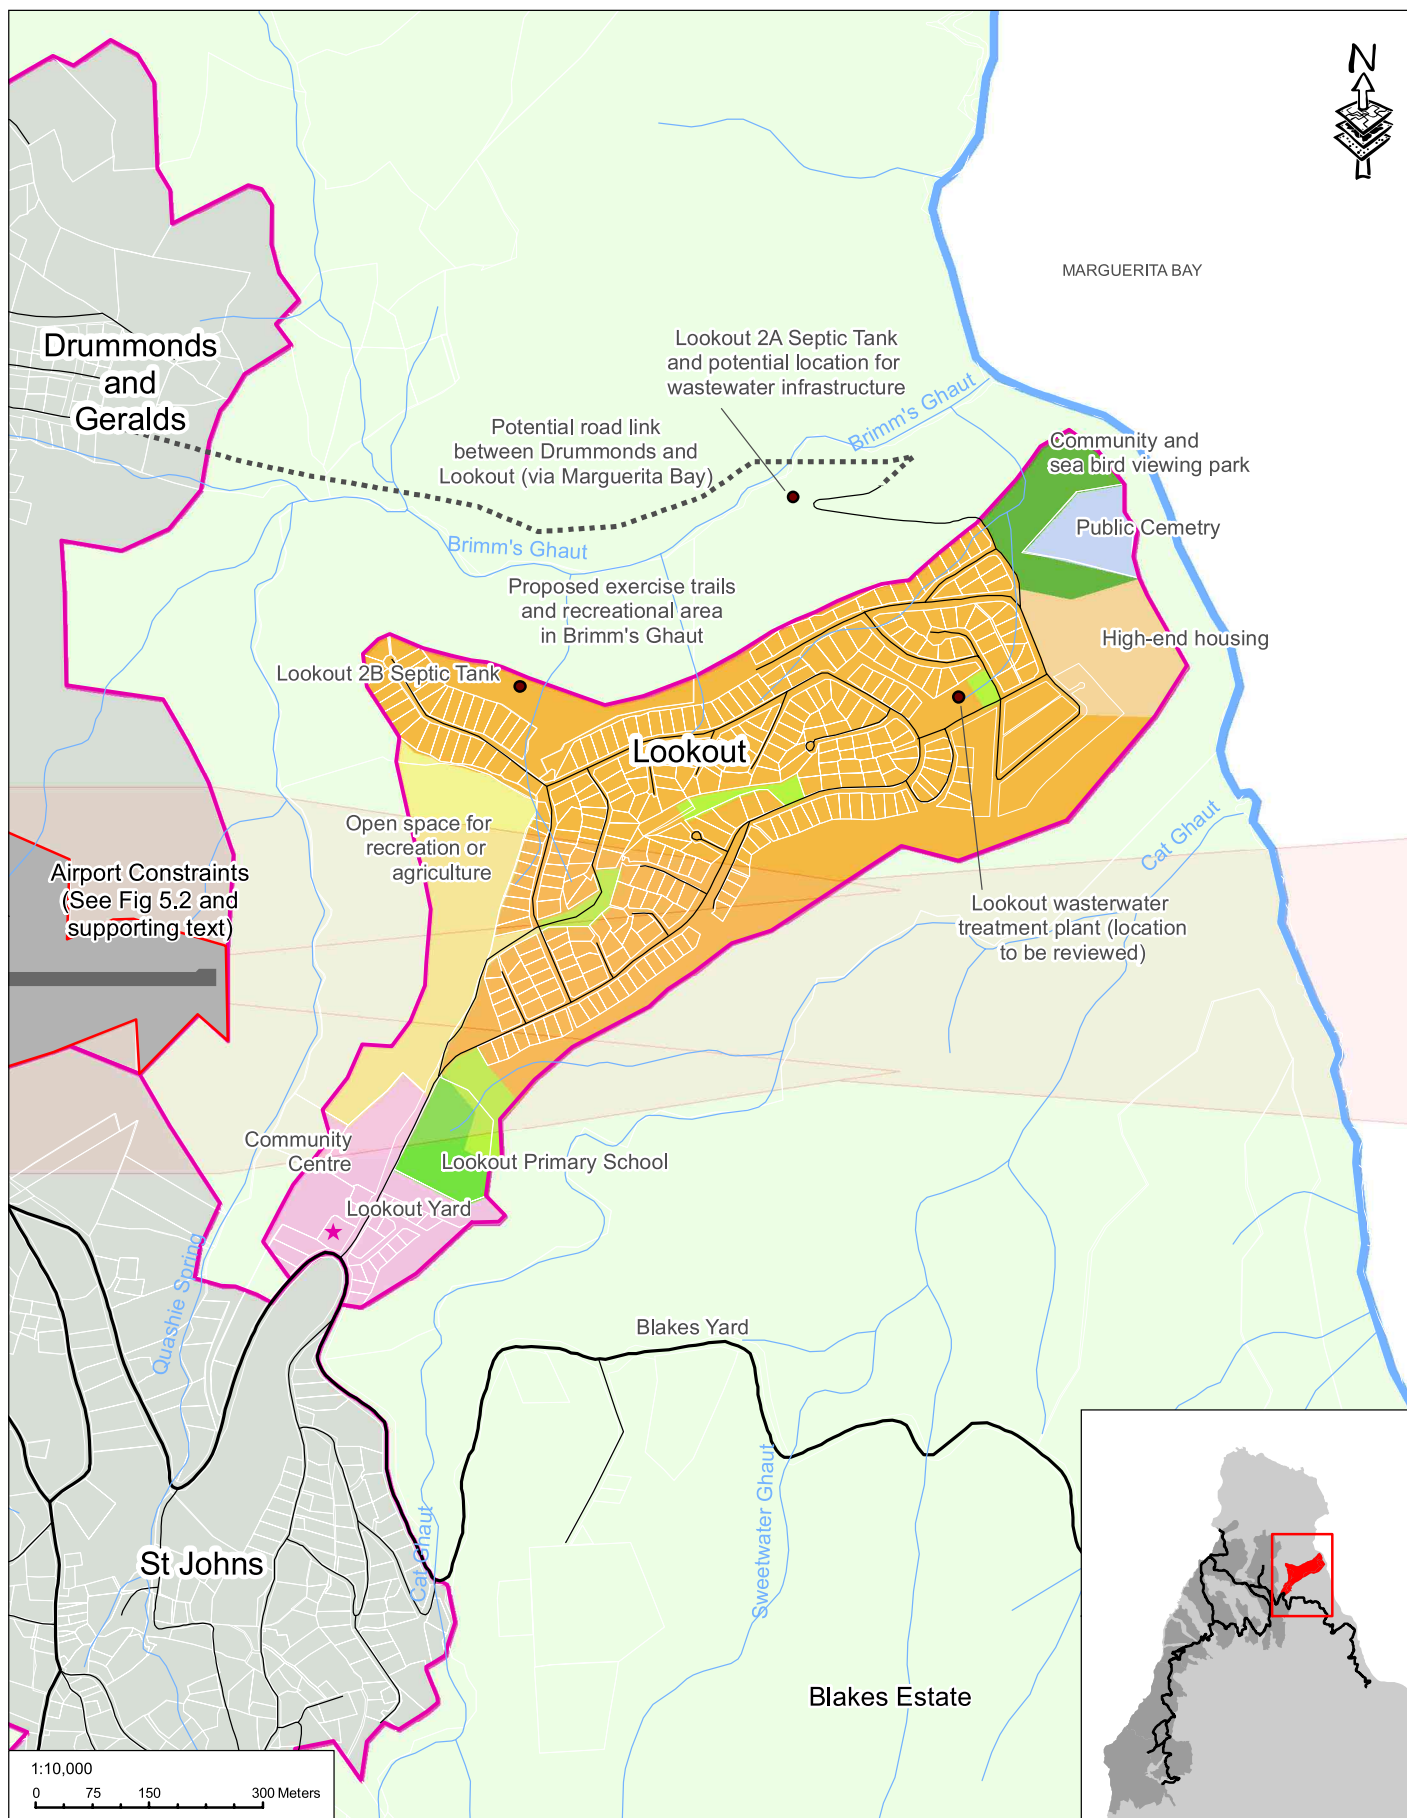 N
MARGUERITA BAY
Drummonds
and
Geralds
Lookout 2A Septic Tank
and potential location for
wastewater infrastructure
Brimm's Ghaut
Potential road link
between Drummonds and
Lookout (via Marguerita Bay)
Community and
sea bird viewing park
Public Cemetry
Brimm's Ghaut
Proposed exercise trails
and recreational area
in Brimm's Ghaut
High-end housing
Lookout 2B Septic Tank
Lookout
Open space for
recreation or
agriculture
Cat Ghaut
Airport Constraints
(See Fig 5.2 and
supporting text)
Lookout wasterwater
treatment plant (location
to be reviewed)
Community
Centre
Lookout Primary School
Lookout Yard
Quashie Spring
Blakes Yard
Cat Ghaut
Sweetwater Ghaut
St Johns
Blakes Estate
1:10,000
0 75 150 300 Meters